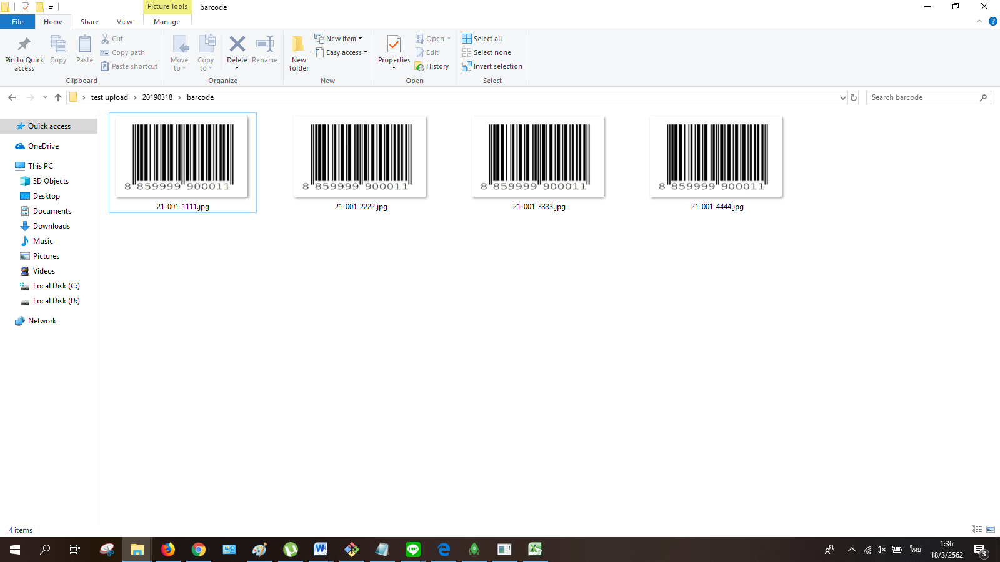 Picture Tools
barcode
File
Home
Share
View
Manage
Pin to Quick access
Copy
Paste
Cut
Copy path
Paste shortcut
Clipboard
Move to
Copy to
Delete
Rename
Organize
New folder
New item
Easy access
New
Properties
Open
Edit
History
Open
Select all
Select none
Invert selection
Select
test upload
20190318
barcode
Search barcode
Quick access
OneDrive
This PC
3D Objects
Desktop
Documents
Downloads
Music
Pictures
Videos
Local Disk (C:)
Local Disk (D:)
Network
8 859999 900011
21-001-1111.jpg
8 859999 900011
21-001-2222.jpg
8 859999 900011
21-001-3333.jpg
8 859999 900011
21-001-4444.jpg
4 items
LINE
ไทย
1:36
18/3/2562
3